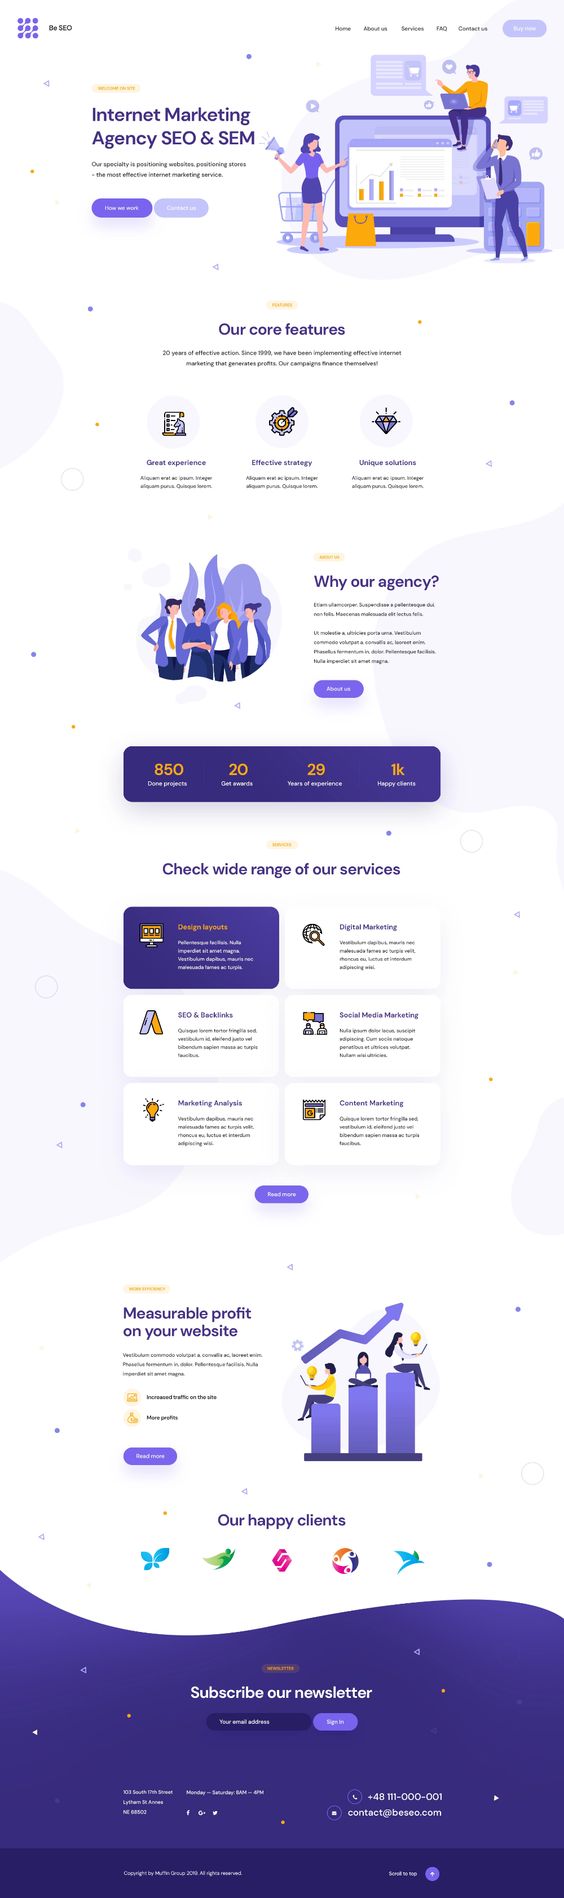 Be SEO
Home About us Services FAQ Contact us Buy now
WELCOME ON SITE
Internet Marketing
Agency SEO & SEM
Our specialty is positioning websites, positioning stores
- the most effective internet marketing service.
How we work Contact us
FEATURES
Our core features
20 years of effective action. Since 1999, we have been implementing effective internet
marketing that generates profits. Our campaigns finance themselves!
Great experience
Aliquam erat ac ipsum. Integer
aliquam purus. Quisque lorem.
Effective strategy
Aliquam erat ac ipsum. Integer
aliquam purus. Quisque lorem.
Unique solutions
Aliquam erat ac ipsum. Integer
aliquam purus. Quisque lorem.
ABOUT US
Why our agency?
Etiam ullamcorper. Suspendisse a pellentesque dui,
non felis. Maecenas malesuada elit lectus felis.
Ut molestie a, ultricies porta urna. Vestibulum
commodo volutpat a, convallis ac, laoreet enim.
Phasellus fermentum in, dolor. Pellentesque facilisis.
Nulla imperdiet sit amet magna.
About us
850
Done projects
20
Get awards
29
Years of experience
1k
Happy clients
SERVICES
Check wide range of our services
Design layouts
Pellentesque facilisis. Nulla
imperdiet sit amet magna.
Vestibulum dapibus, mauris nec
malesuada fames ac turpis.
Digital Marketing
Vestibulum dapibus, mauris nec
malesuada fames ac turpis velit,
rhoncus eu, luctus et interdum
adipiscing wisi.
SEO & Backlinks
Quisque lorem tortor fringilla sed,
vestibulum id, eleifend justo vel
bibendum sapien massa ac turpis
faucibus.
Social Media Marketing
Nulla ipsum dolor lacus, suscipit
adipiscing. Cum sociis natoque
penatibus et ultrices volutpat.
Nullam wisi ultricies.
Marketing Analysis
Vestibulum dapibus, mauris nec
malesuada fames ac turpis velit,
rhoncus eu, luctus et interdum
adipiscing wisi.
Content Marketing
Quisque lorem tortor fringilla sed,
vestibulum id, eleifend justo vel
bibendum sapien massa ac turpis
faucibus.
Read more
WORK EFFICIENCY
Measurable profit
on your website
Vestibulum commodo volutpat a, convallis ac, laoreet enim.
Phasellus fermentum in, dolor. Pellentesque facilisis. Nulla
imperdiet sit amet magna.
Increased traffic on the site
More profits
Read more
Our happy clients
NEWSLETTER
Subscribe our newsletter
Your email address Sign in
103 South 17th Street
Lytham St Annes
NE 68502
Monday — Saturday: 8AM — 4PM
+48 111-000-001
contact@beseo.com
Copyright by Muffin Group 2019. All rights reserved.
Scroll to top